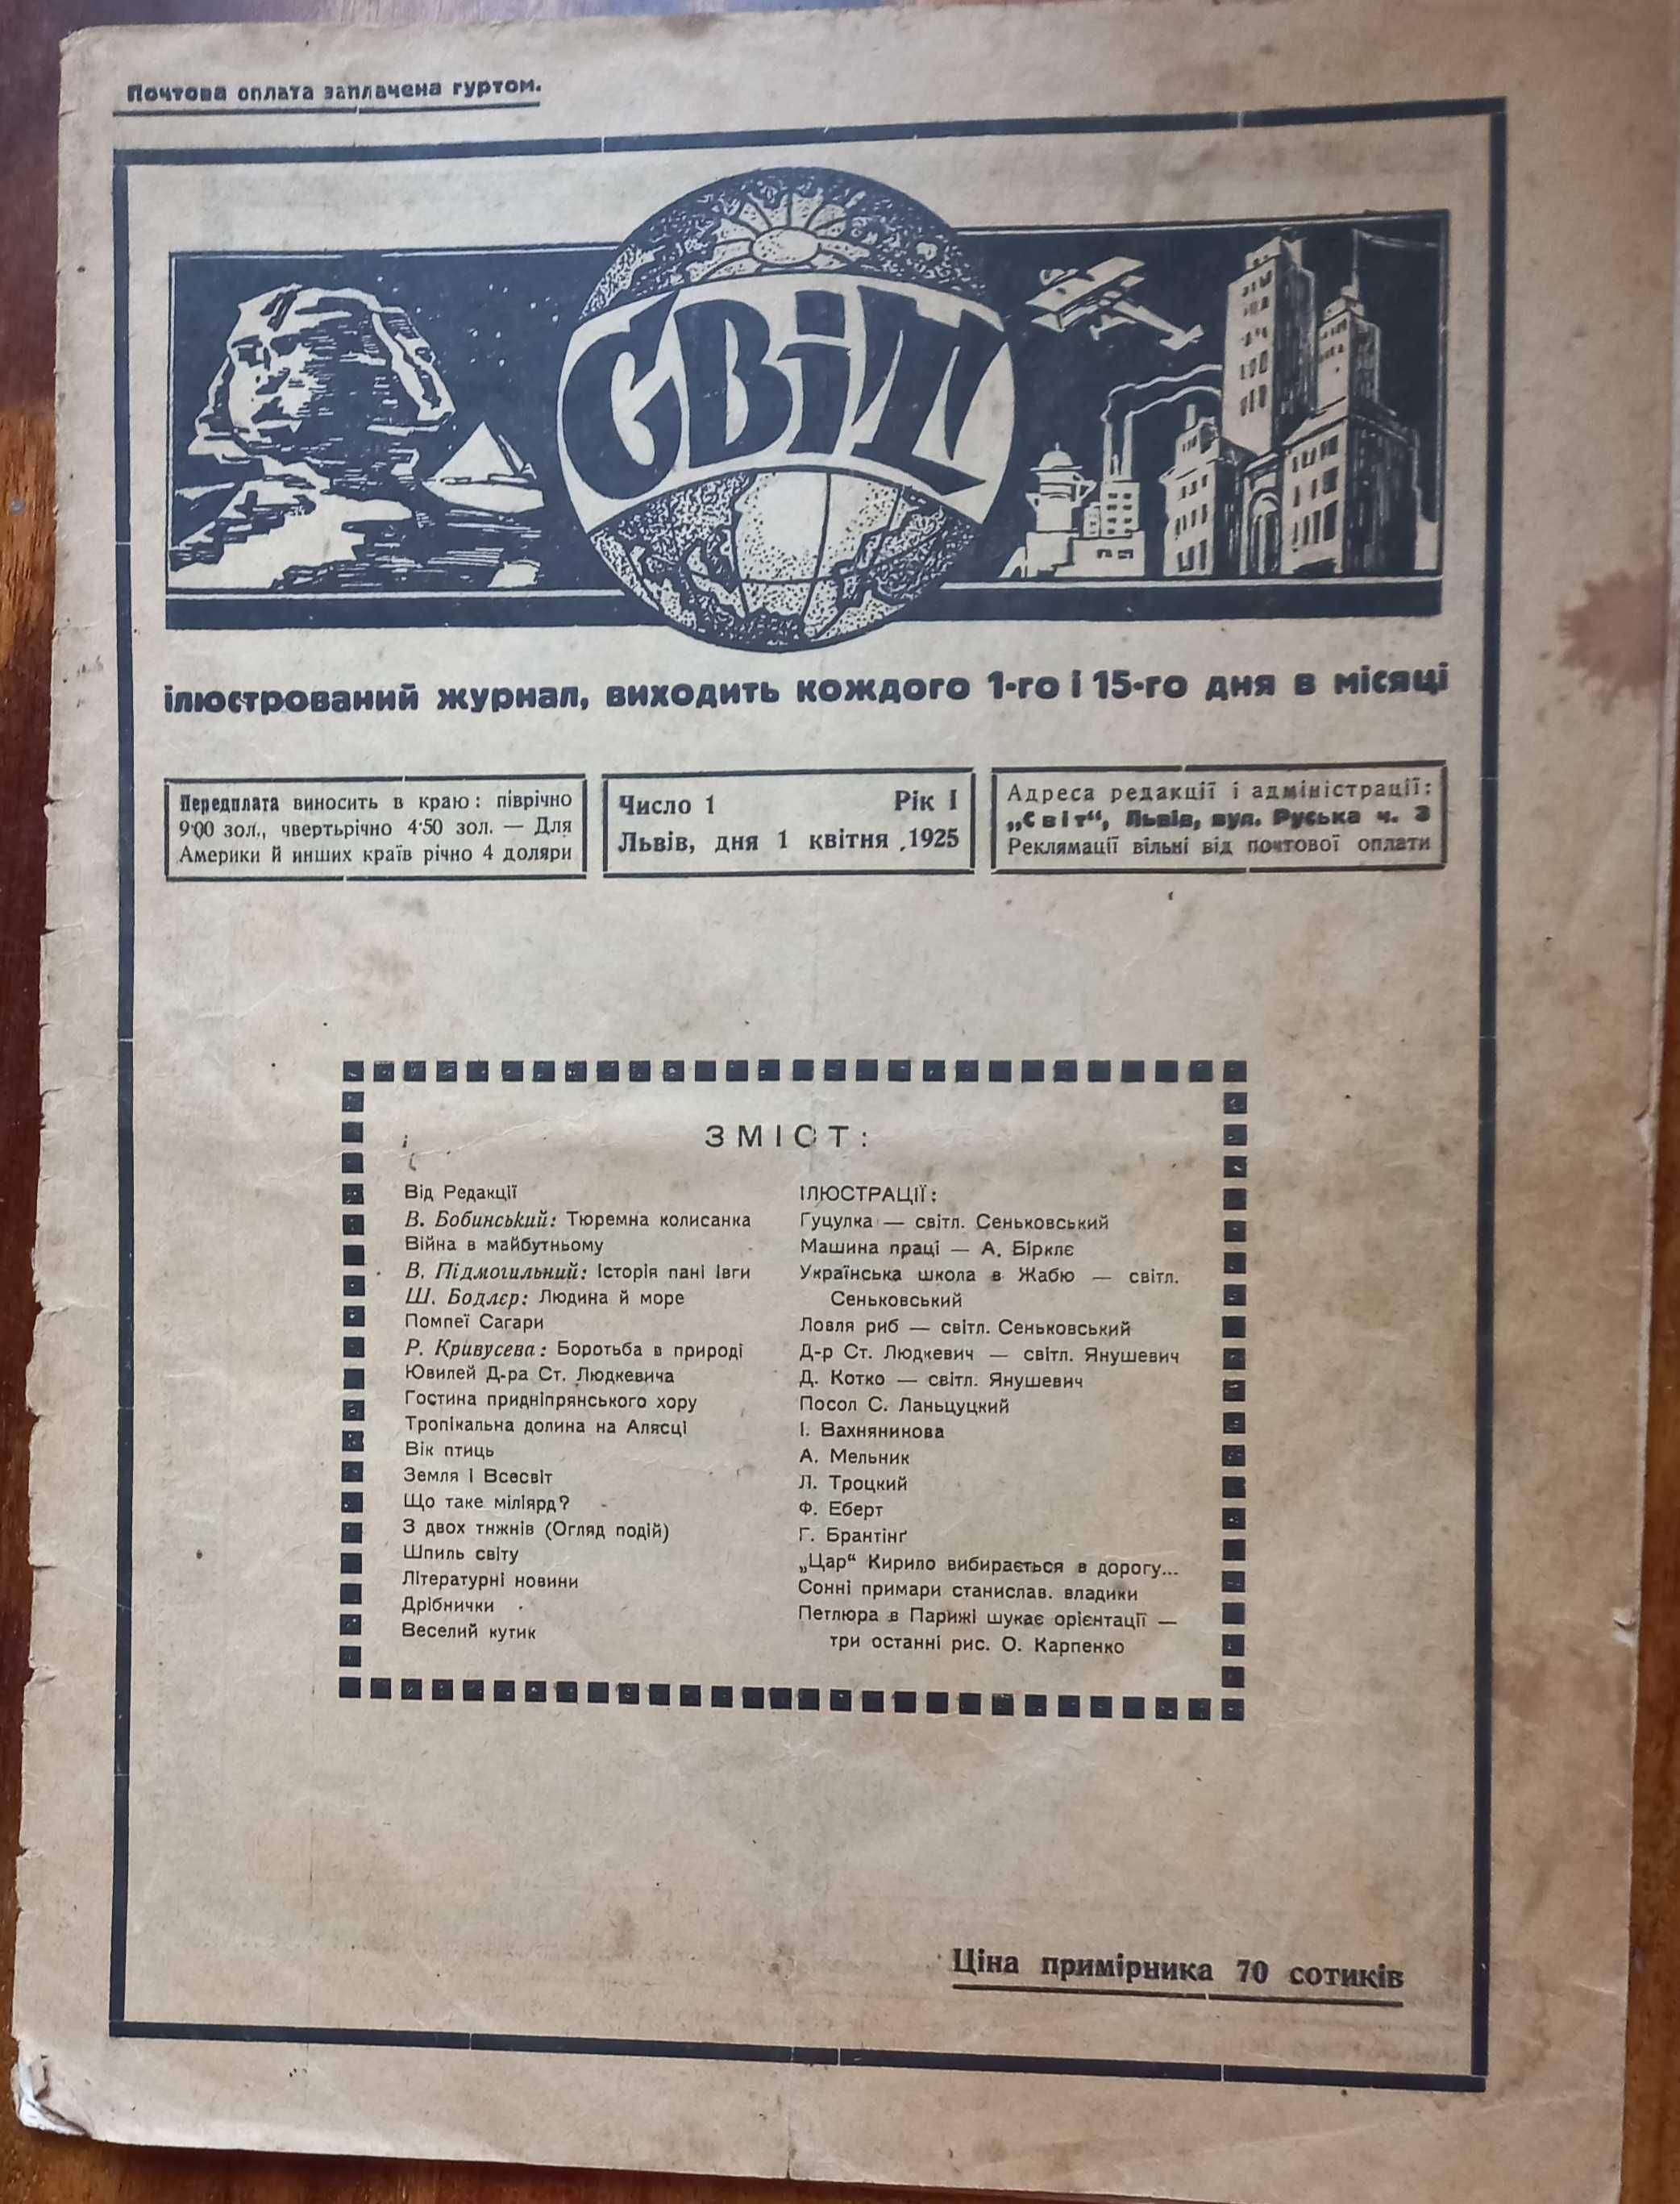 Почтова оплата заплачена гуртом.
СВіТ
ілюстрований журнал, виходить кождого 1-го і 15-го дня в місяці
Передплата виносить в краю: піврічно
9·00 зол., чвертьрічно 4·50 зол. — Для
Америки й инших країв річно 4 доляри
Число 1 Рік I
Львів, дня 1 квітня 1925
Адреса редакції і адміністрації:
„Світ“, Львів, вул. Руська ч. 3
Реклямації вільні від почтової оплати
ЗМІСТ:
Від Редакції
В. Бобинський: Тюремна колисанка
Війна в майбутньому
В. Підмогильний: Історія пані Івги
Ш. Бодлєр: Людина й море
Помпеї Сагари
Р. Кривусева: Боротьба в природі
Ювилей Д-ра Ст. Людкевича
Гостина придніпрянського хору
Тропікальна долина на Алясці
Вік птиць
Земля і Всесвіт
Що таке міліярд?
З двох тнжнів (Огляд подій)
Шпиль світу
Літературні новини
Дрібнички
Веселий кутик
ІЛЮСТРАЦІЇ:
Гуцулка — світл. Сеньковський
Машина праці — А. Біркле
Українська школа в Жабю — світл.
Сеньковський
Ловля риб — світл. Сеньковський
Д-р Ст. Людкевич — світл. Янушевич
Д. Котко — світл. Янушевич
Посол С. Ланьцуцкий
І. Вахнянинова
А. Мельник
Л. Троцкий
Ф. Еберт
Г. Брантінґ
„Цар“ Кирило вибирається в дорогу...
Сонні примари станислав. владики
Петлюра в Парижі шукає орієнтації —
три останні рис. О. Карпенко
Ціна примірника 70 сотиків